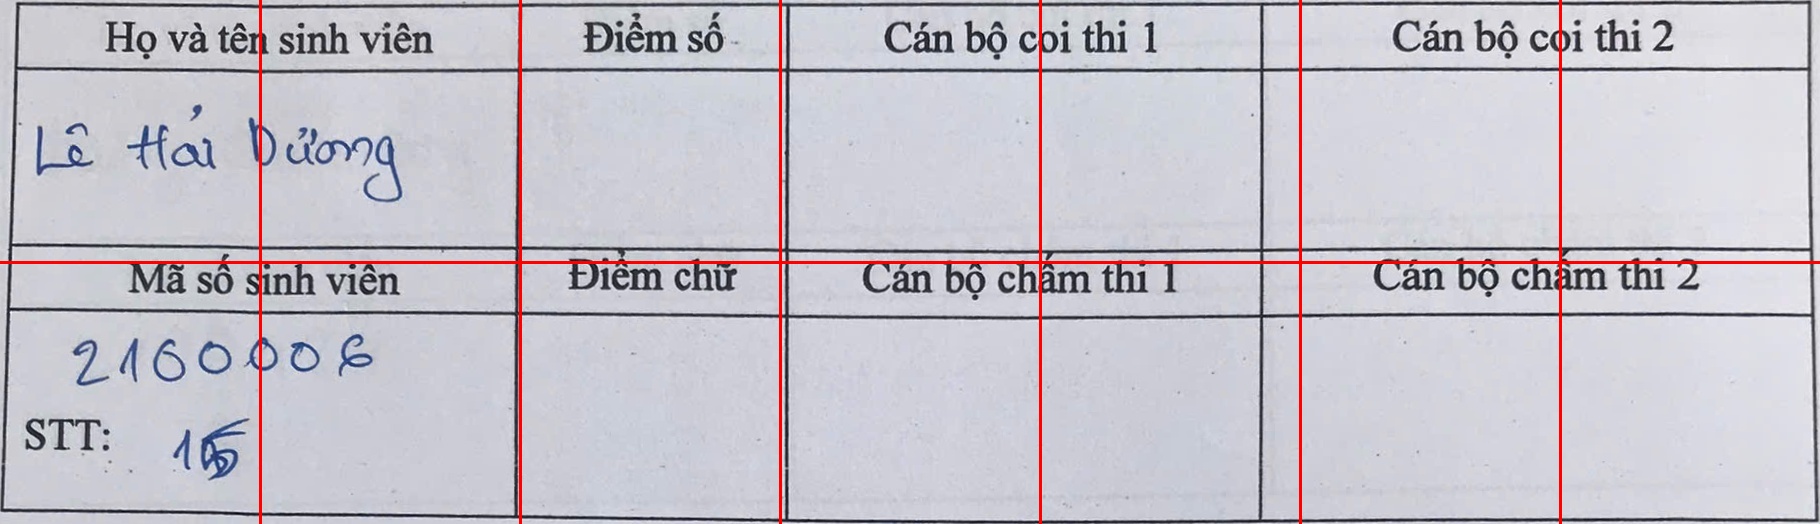 Họ và tên sinh viên Điểm số Cán bộ coi thi 1 Cán bộ coi thi 2
Lê Hải Dương
Mã số sinh viên Điểm chữ Cán bộ chấm thi 1 Cán bộ chấm thi 2
2160006
STT: 15